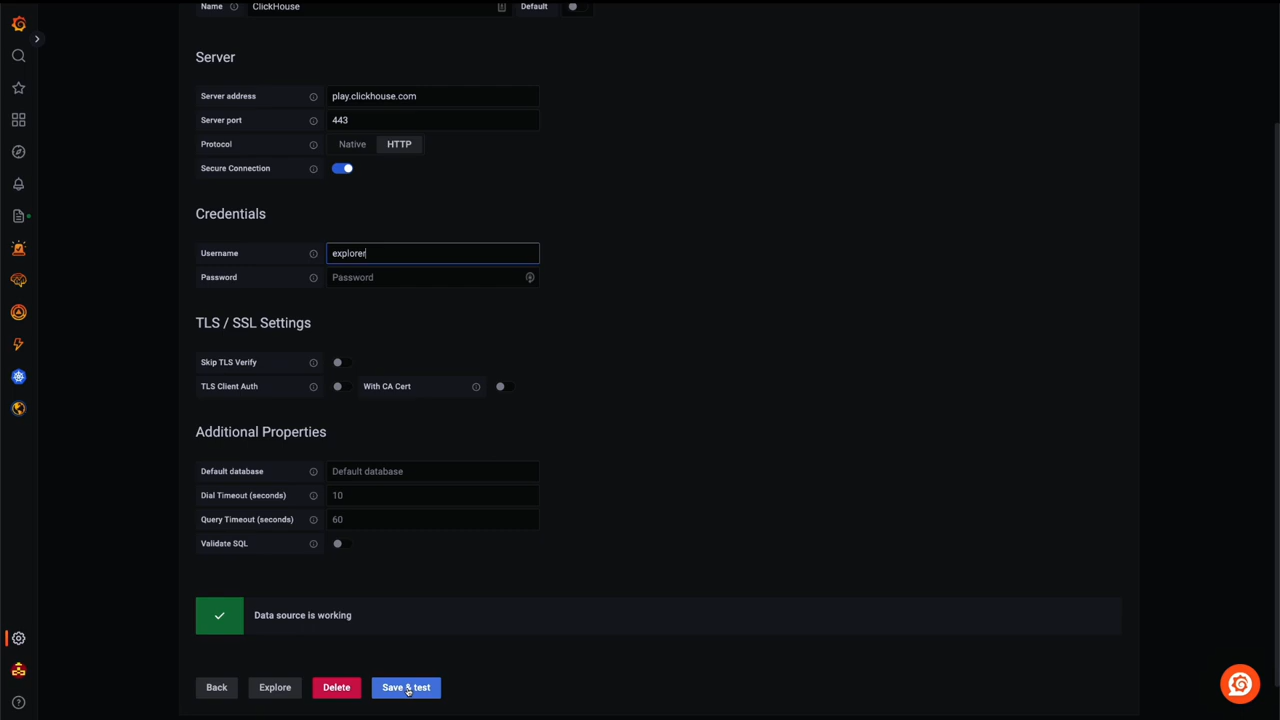 Name ClickHouse Default
Server
Server address play.clickhouse.com
Server port 443
Protocol Native HTTP
Secure Connection
Credentials
Username explorer
Password Password
TLS / SSL Settings
Skip TLS Verify
TLS Client Auth With CA Cert
Additional Properties
Default database Default database
Dial Timeout (seconds) 10
Query Timeout (seconds) 60
Validate SQL
Data source is working
Back Explore Delete Save & test